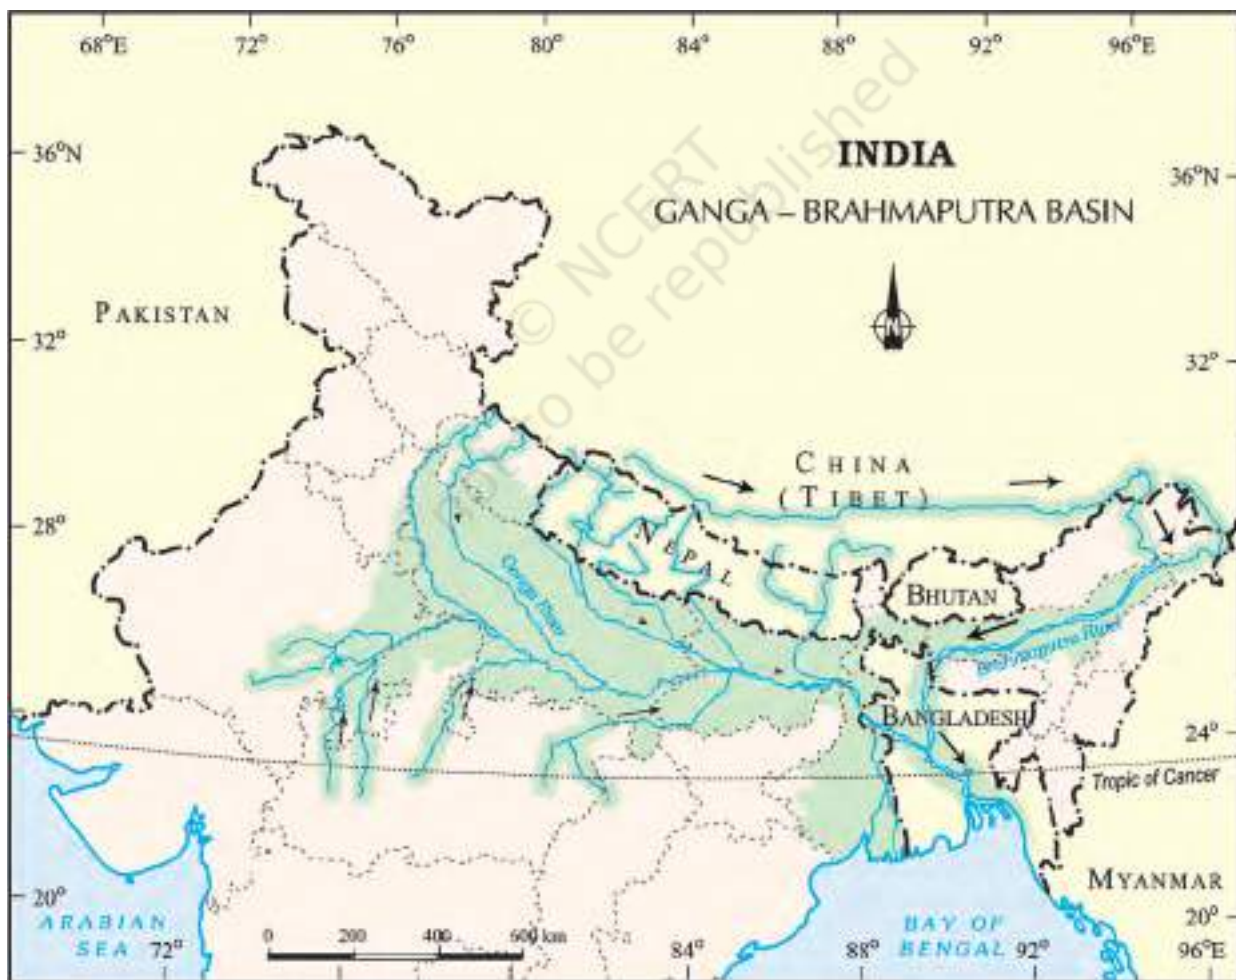 68°E 72° 76° 80° 84° 88° 92° 96°E
36°N
INDIA
36°N
GANGA – BRAHMAPUTRA BASIN
© NCERT
not to be republished
PAKISTAN
N
32°
32°
CHINA
(TIBET)
28°
NEPAL
Ganga River
BHUTAN
Brahmaputra River
BANGLADESH
24°
Tropic of Cancer
MYANMAR
20°
20°
ARABIAN
SEA
BAY OF
BENGAL
0 200 400 600 km
72° 84° 88° 92° 96°E